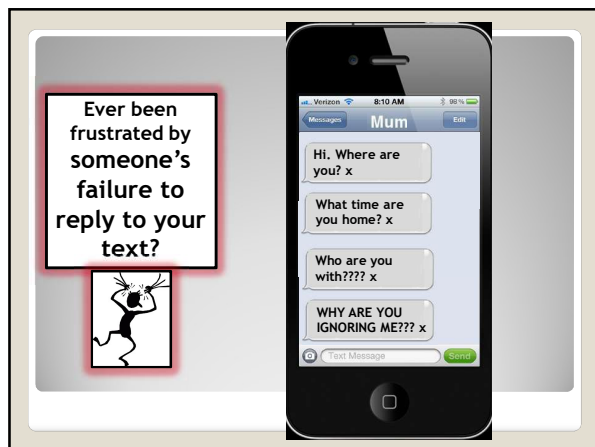 Ever been
frustrated by
someone's
failure to
reply to your
text?
Verizon 8:10 AM 98%
Messages Mum Edit
Hi. Where are
you? x
What time are
you home? x
Who are you
with???? x
WHY ARE YOU
IGNORING ME??? x
Text Message Send